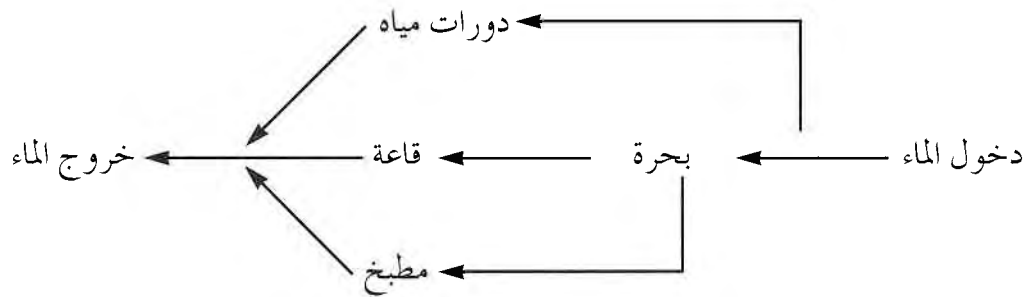 دورات مياه
دخول الماء
بحرة
قاعة
خروج الماء
مطبخ